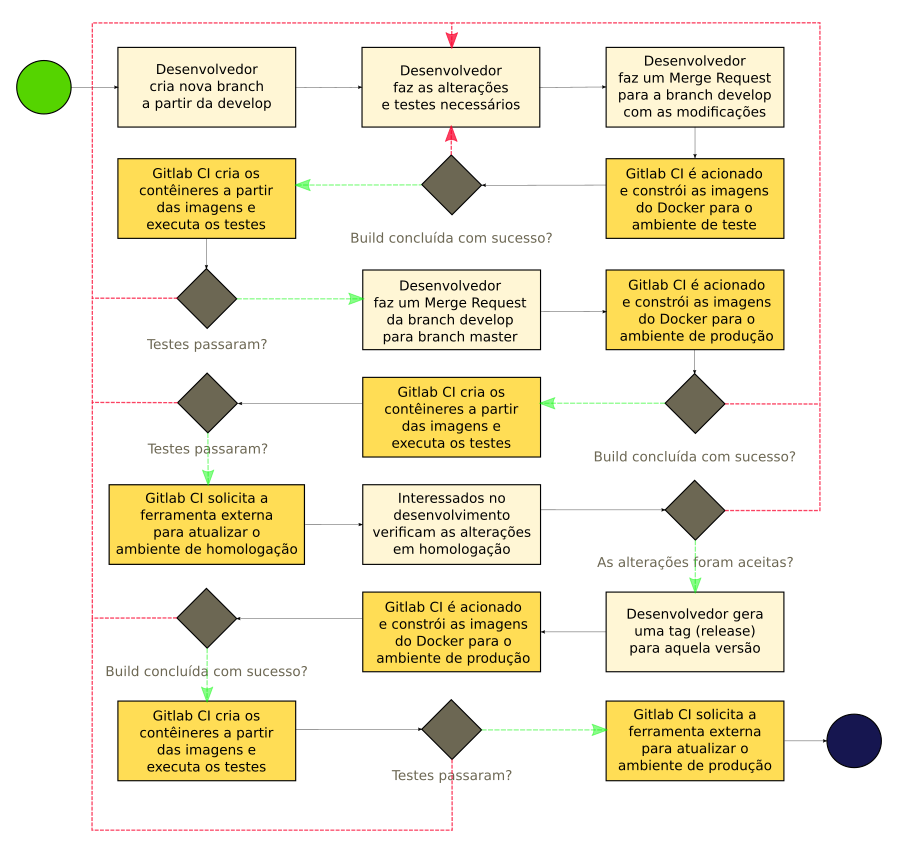 Desenvolvedor
cria nova branch
a partir da develop
Desenvolvedor
faz as alterações
e testes necessários
Desenvolvedor
faz um Merge Request
para a branch develop
com as modificações
Gitlab CI é acionado
e constrói as imagens
do Docker para o
ambiente de teste
Build concluída com sucesso?
Gitlab CI cria os
contêineres a partir
das imagens e
executa os testes
Testes passaram?
Desenvolvedor
faz um Merge Request
da branch develop
para branch master
Gitlab CI é acionado
e constrói as imagens
do Docker para o
ambiente de produção
Build concluída com sucesso?
Gitlab CI cria os
contêineres a partir
das imagens e
executa os testes
Testes passaram?
Gitlab CI solicita a
ferramenta externa
para atualizar o
ambiente de homologação
Interessados no
desenvolvimento
verificam as alterações
em homologação
As alterações foram aceitas?
Desenvolvedor gera
uma tag (release)
para aquela versão
Gitlab CI é acionado
e constrói as imagens
do Docker para o
ambiente de produção
Build concluída com sucesso?
Gitlab CI cria os
contêineres a partir
das imagens e
executa os testes
Testes passaram?
Gitlab CI solicita a
ferramenta externa
para atualizar o
ambiente de produção